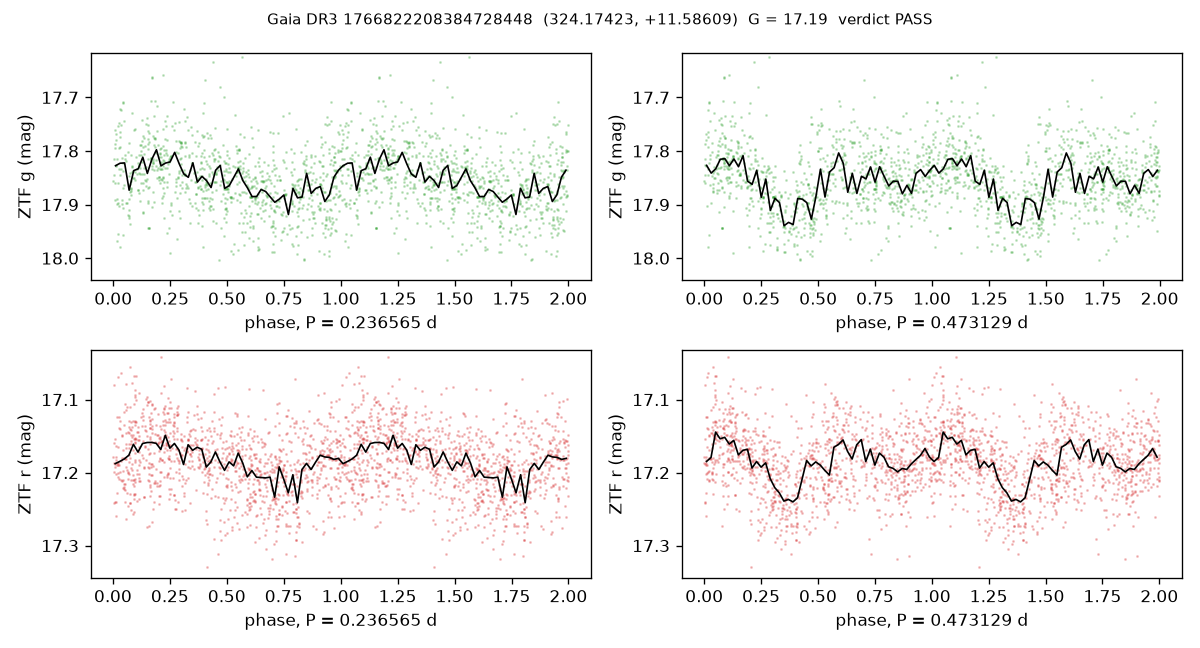 Gaia DR3 1766822208384728448 (324.17423, +11.58609) G = 17.19 verdict PASS
ZTF g (mag)
17.7
17.8
17.9
18.0
0.00 0.25 0.50 0.75 1.00 1.25 1.50 1.75 2.00
phase, P = 0.236565 d
ZTF g (mag)
17.7
17.8
17.9
18.0
0.00 0.25 0.50 0.75 1.00 1.25 1.50 1.75 2.00
phase, P = 0.473129 d
ZTF r (mag)
17.1
17.2
17.3
0.00 0.25 0.50 0.75 1.00 1.25 1.50 1.75 2.00
phase, P = 0.236565 d
ZTF r (mag)
17.1
17.2
17.3
0.00 0.25 0.50 0.75 1.00 1.25 1.50 1.75 2.00
phase, P = 0.473129 d